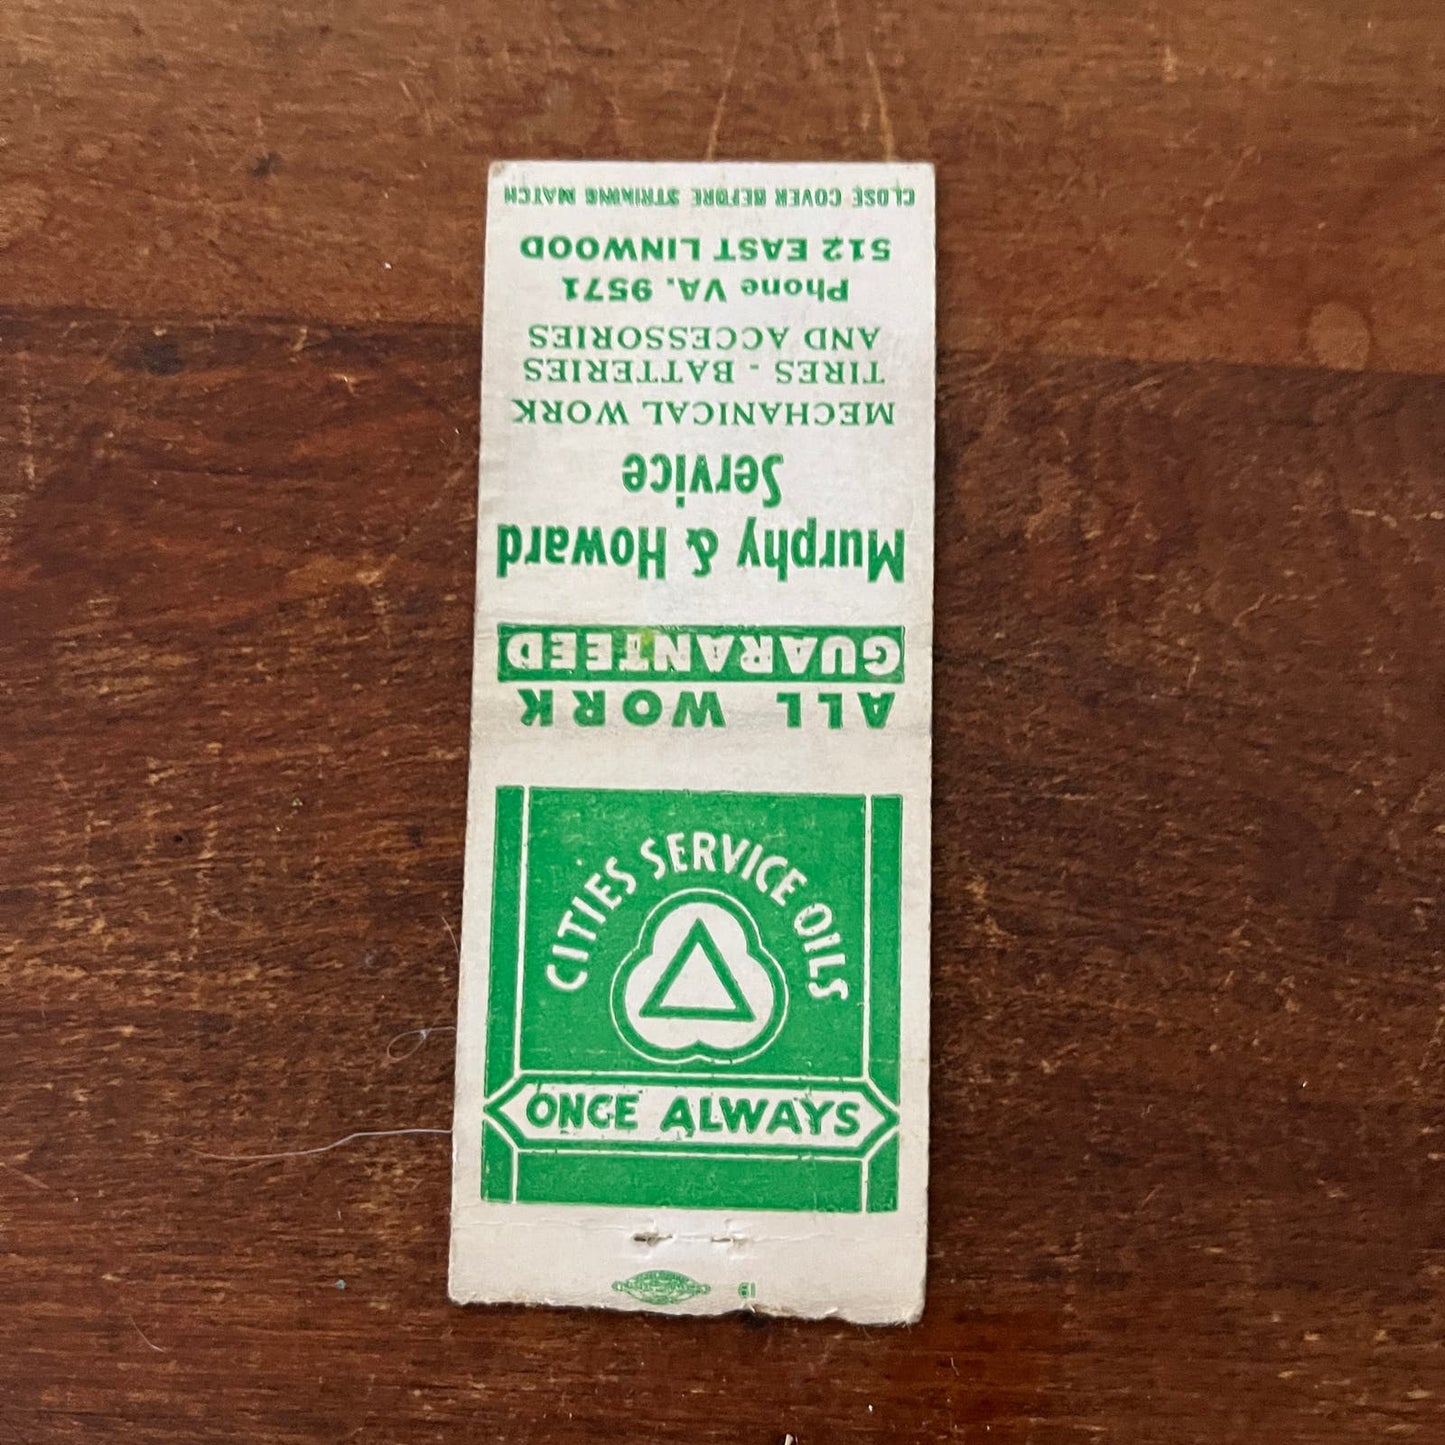 CITIES SERVICE OILS
ONCE ALWAYS
ALL WORK
GUARANTEED
Murphy & Howard
Service
MECHANICAL WORK
TIRES - BATTERIES
AND ACCESSORIES
Phone VA. 9571
512 EAST LINWOOD
CLOSE COVER BEFORE STRIKING MATCH